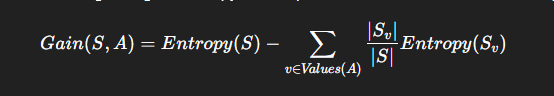 Gain(S, A) = Entropy(S) − ∑_{v∈Values(A)} |S_v|/|S| Entropy(S_v)